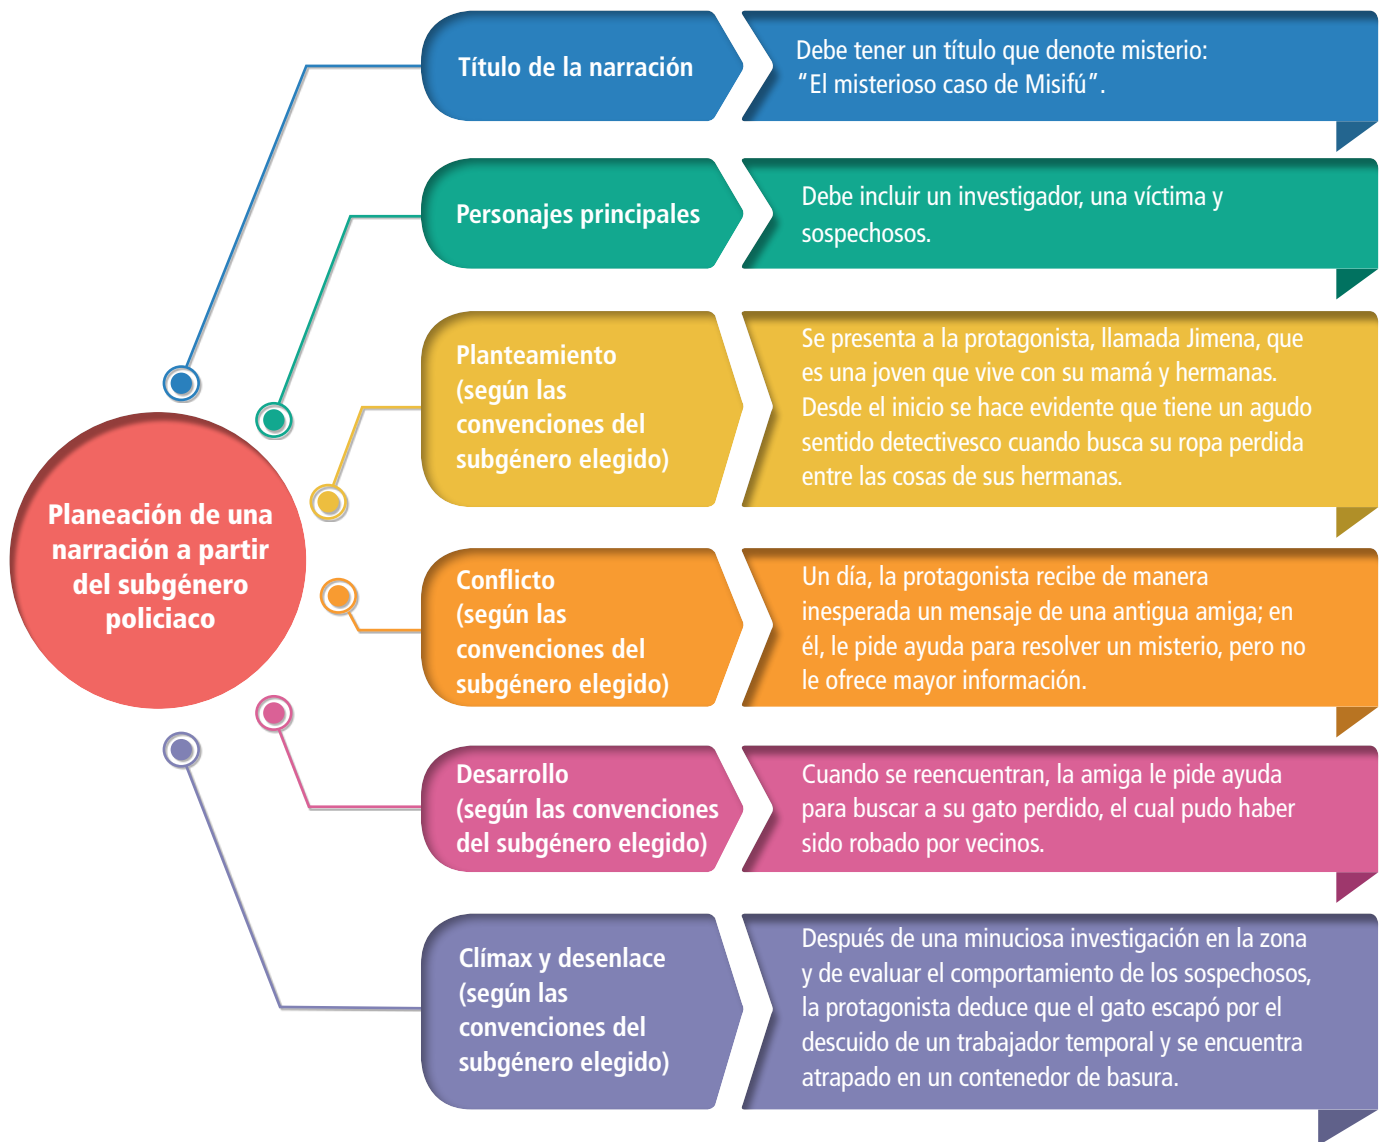 Planeación de una
narración a partir
del subgénero
policiaco
Título de la narración
Debe tener un título que denote misterio:
“El misterioso caso de Misifú”.
Personajes principales
Debe incluir un investigador, una víctima y
sospechosos.
Planteamiento
(según las
convenciones del
subgénero elegido)
Se presenta a la protagonista, llamada Jimena, que
es una joven que vive con su mamá y hermanas.
Desde el inicio se hace evidente que tiene un agudo
sentido detectivesco cuando busca su ropa perdida
entre las cosas de sus hermanas.
Conflicto
(según las
convenciones del
subgénero elegido)
Un día, la protagonista recibe de manera
inesperada un mensaje de una antigua amiga; en
él, le pide ayuda para resolver un misterio, pero no
le ofrece mayor información.
Desarrollo
(según las convenciones
del subgénero elegido)
Cuando se reencuentran, la amiga le pide ayuda
para buscar a su gato perdido, el cual pudo haber
sido robado por vecinos.
Clímax y desenlace
(según las
convenciones del
subgénero elegido)
Después de una minuciosa investigación en la zona
y de evaluar el comportamiento de los sospechosos,
la protagonista deduce que el gato escapó por el
descuido de un trabajador temporal y se encuentra
atrapado en un contenedor de basura.